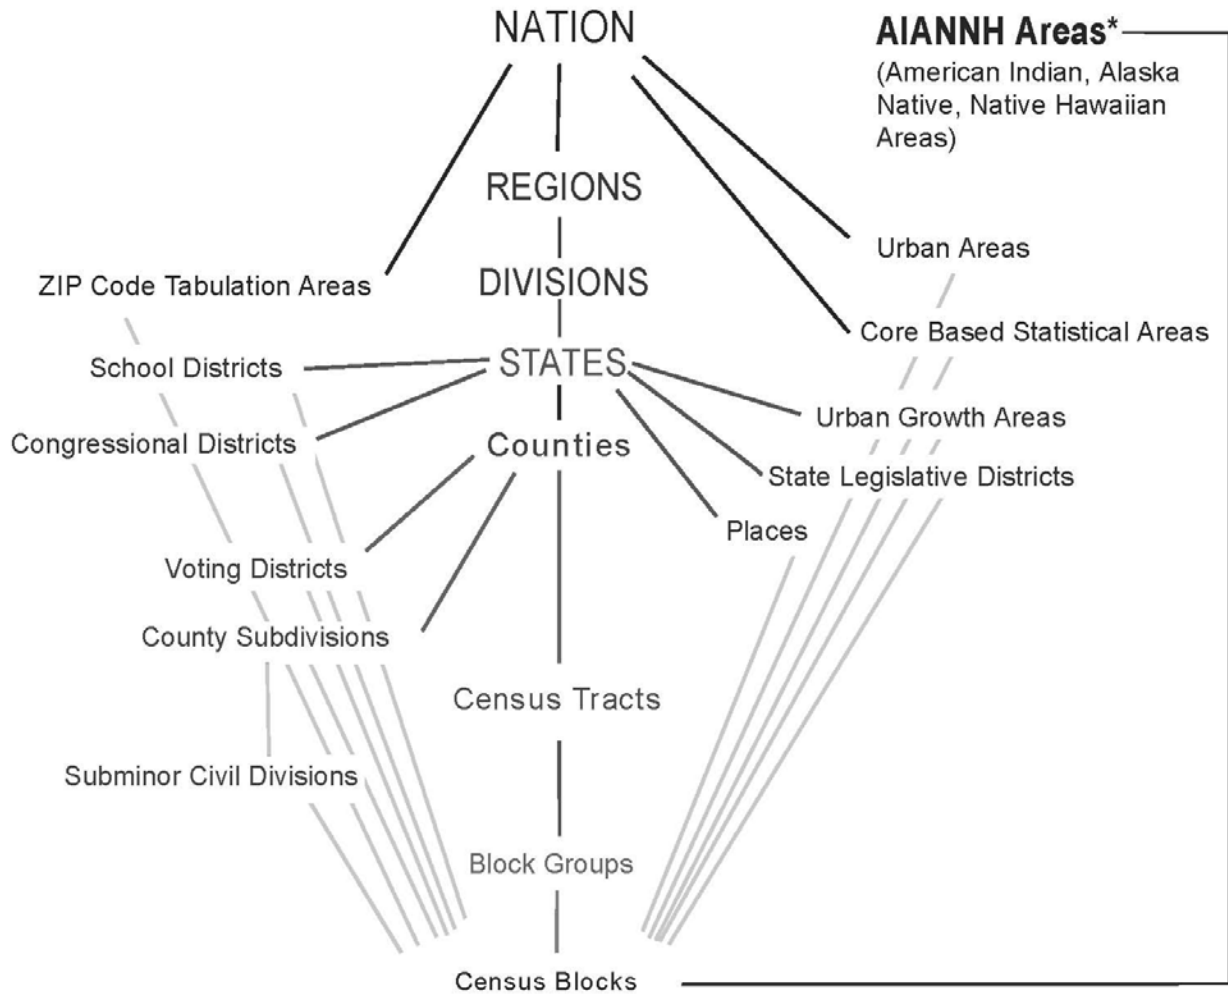 NATION
AIANNH Areas*
(American Indian, Alaska
Native, Native Hawaiian
Areas)
REGIONS
Urban Areas
ZIP Code Tabulation Areas
DIVISIONS
Core Based Statistical Areas
School Districts
STATES
Urban Growth Areas
Congressional Districts
Counties
State Legislative Districts
Places
Voting Districts
County Subdivisions
Census Tracts
Subminor Civil Divisions
Block Groups
Census Blocks